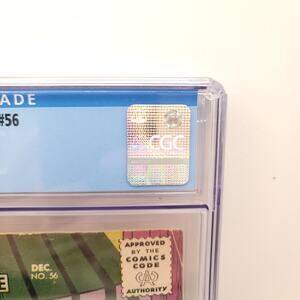 ADE
#56
CGC
DEC.
NO. 56
APPROVED
BY THE
COMICS
CODE
CA
AUTHORITY
E